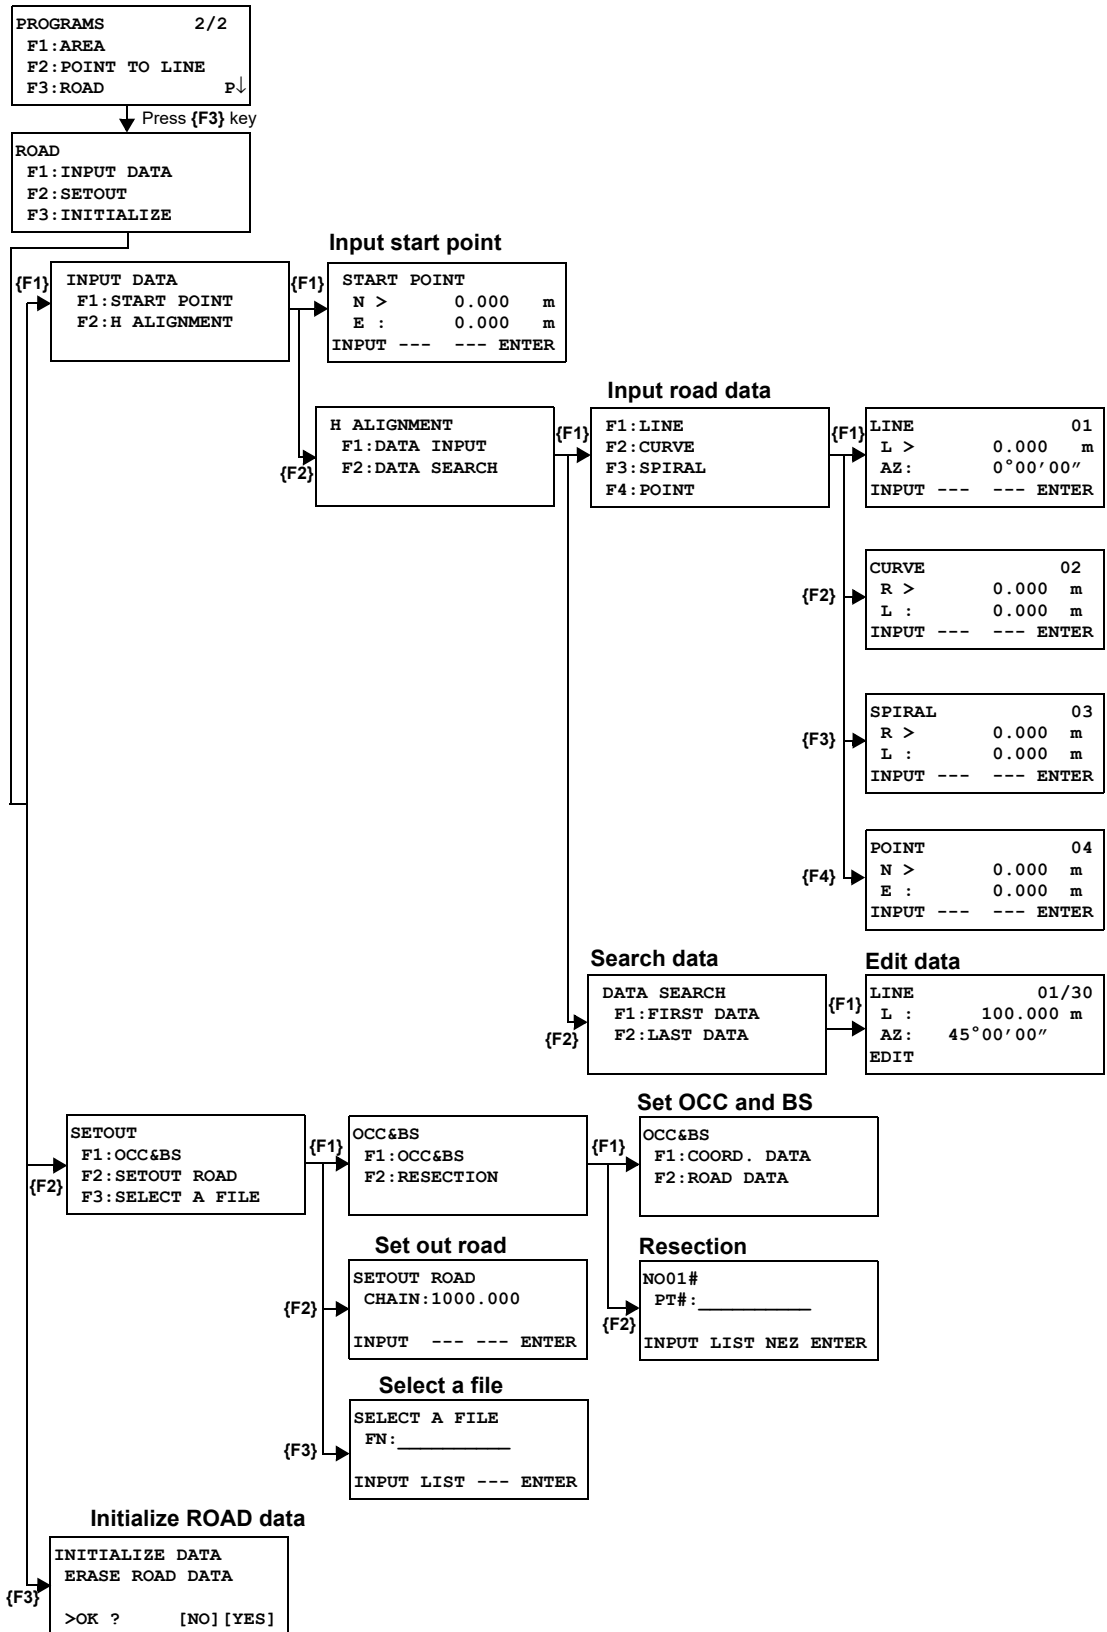 PROGRAMS 2/2
F1:AREA
F2:POINT TO LINE
F3:ROAD P↓
Press {F3} key
ROAD
F1:INPUT DATA
F2:SETOUT
F3:INITIALIZE
Input start point
{F1}
INPUT DATA
F1:START POINT
F2:H ALIGNMENT
{F1}
START POINT
N > 0.000 m
E : 0.000 m
INPUT --- --- ENTER
Input road data
{F2}
H ALIGNMENT
F1:DATA INPUT
F2:DATA SEARCH
{F1}
F1:LINE
F2:CURVE
F3:SPIRAL
F4:POINT
{F1}
LINE 01
L > 0.000 m
AZ: 0°00′00″
INPUT --- --- ENTER
{F2}
CURVE 02
R > 0.000 m
L : 0.000 m
INPUT --- --- ENTER
{F3}
SPIRAL 03
R > 0.000 m
L : 0.000 m
INPUT --- --- ENTER
{F4}
POINT 04
N > 0.000 m
E : 0.000 m
INPUT --- --- ENTER
Search data
{F2}
DATA SEARCH
F1:FIRST DATA
F2:LAST DATA
Edit data
{F1}
LINE 01/30
L : 100.000 m
AZ: 45°00′00″
EDIT
{F2}
SETOUT
F1:OCC&BS
F2:SETOUT ROAD
F3:SELECT A FILE
{F1}
OCC&BS
F1:OCC&BS
F2:RESECTION
Set OCC and BS
{F1}
OCC&BS
F1:COORD. DATA
F2:ROAD DATA
Set out road
{F2}
SETOUT ROAD
CHAIN:1000.000
INPUT --- --- ENTER
Resection
{F2}
NO01#
PT#:__________
INPUT LIST NEZ ENTER
Select a file
{F3}
SELECT A FILE
FN:__________
INPUT LIST --- ENTER
Initialize ROAD data
{F3}
INITIALIZE DATA
ERASE ROAD DATA
>OK ? [NO][YES]